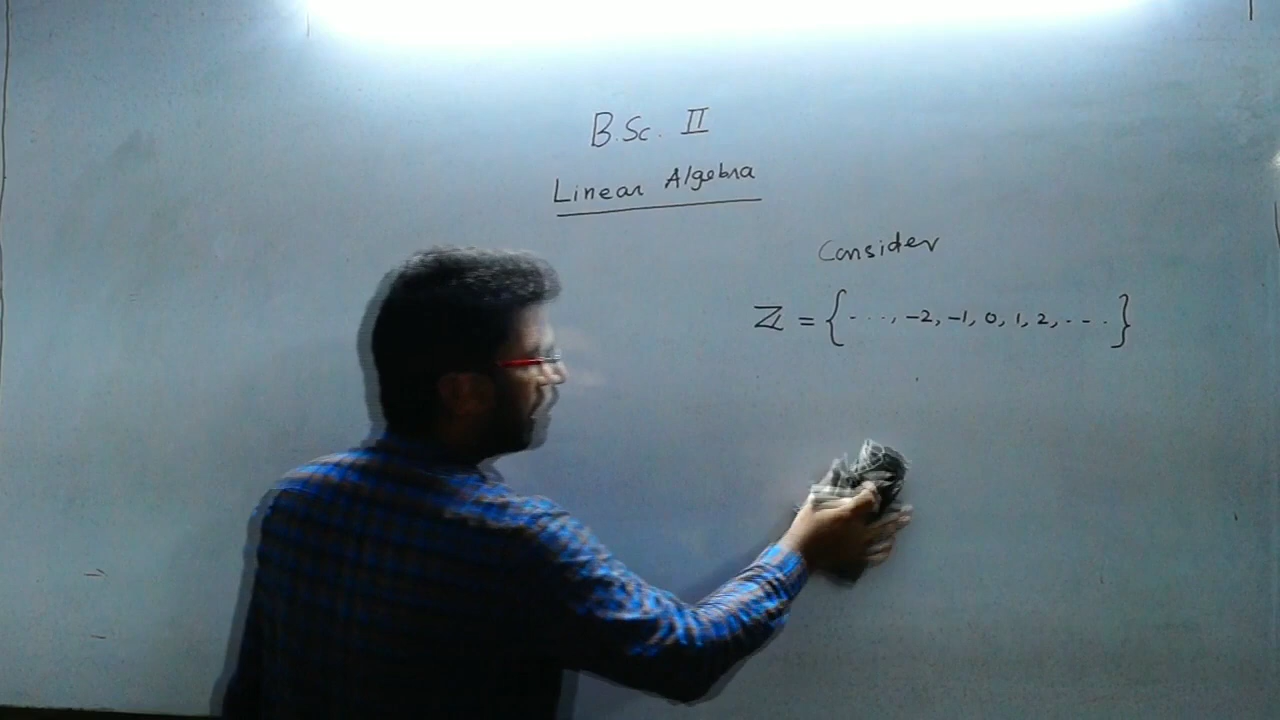 B.Sc. II
Linear Algebra
Consider
ℤ = {...., -2, -1, 0, 1, 2, ....}